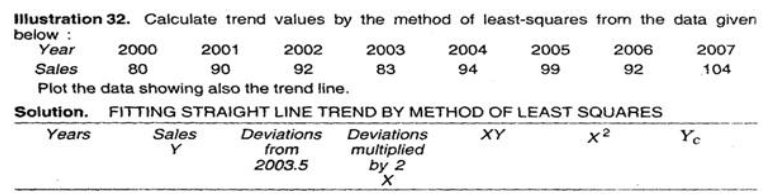 Illustration 32. Calculate trend values by the method of least-squares from the data given
below :
Year 2000 2001 2002 2003 2004 2005 2006 2007
Sales 80 90 92 83 94 99 92 104
Plot the data showing also the trend line.
Solution. FITTING STRAIGHT LINE TREND BY METHOD OF LEAST SQUARES
Years Sales Deviations Deviations XY X² Yc
Y from multiplied
2003.5 by 2
X